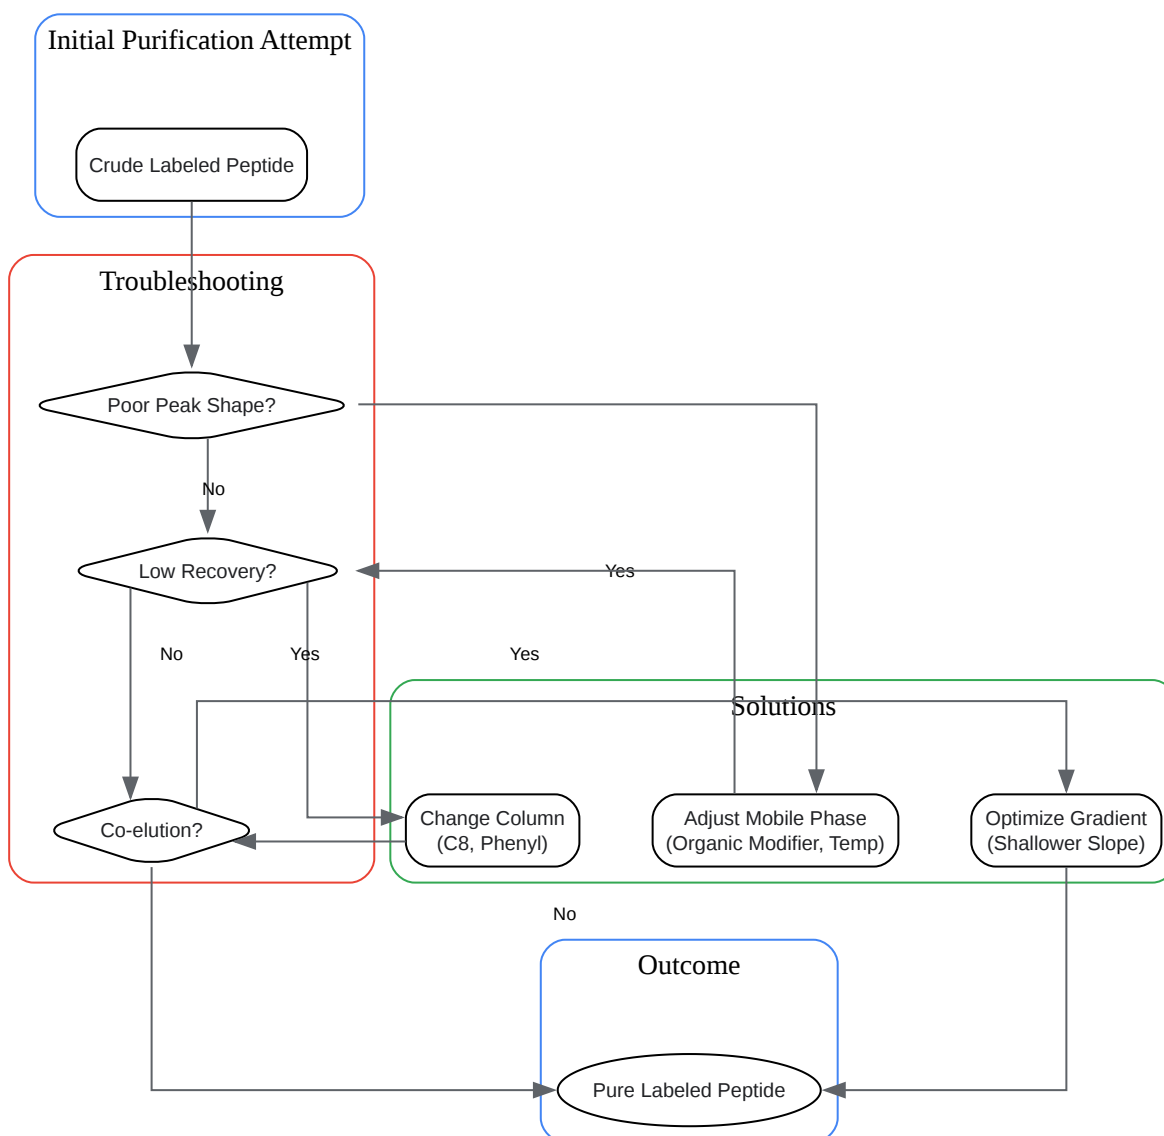 Initial Purification Attempt
Crude Labeled Peptide
Troubleshooting
Poor Peak Shape?
No
Low Recovery?
Yes
No
Yes
Yes
Solutions
Co-elution?
Change Column
(C8, Phenyl)
Adjust Mobile Phase
(Organic Modifier, Temp)
Optimize Gradient
(Shallower Slope)
No
Outcome
Pure Labeled Peptide